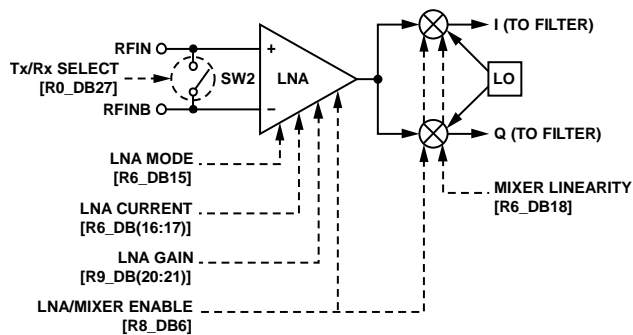 RFIN
RFINB
Tx/Rx SELECT
[R0_DB27]
SW2
+
LNA
–
I (TO FILTER)
LO
Q (TO FILTER)
LNA MODE
[R6_DB15]
LNA CURRENT
[R6_DB(16:17)]
LNA GAIN
[R9_DB(20:21)]
LNA/MIXER ENABLE
[R8_DB6]
MIXER LINEARITY
[R6_DB18]